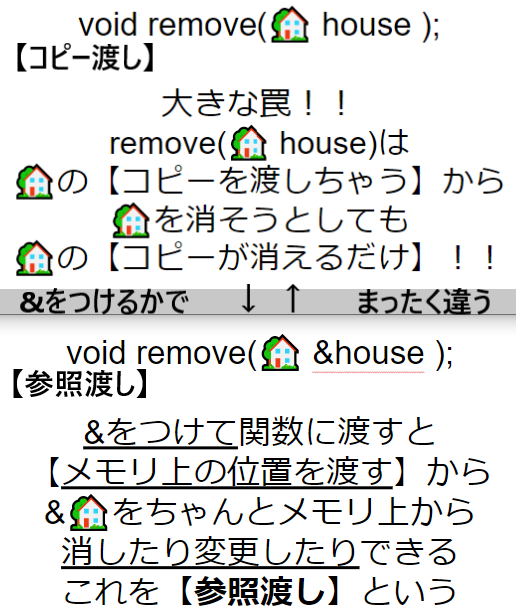 void remove(🏠 house );
【コピー渡し】
大きな罠！！
remove(🏠 house)は
🏠の【コピーを渡しちゃう】から
🏠を消そうとしても
🏠の【コピーが消えるだけ】！！
&をつけるかで ↓ ↑ まったく違う
void remove(🏠 &house );
【参照渡し】
&をつけて関数に渡すと
【メモリ上の位置を渡す】から
&🏠をちゃんとメモリ上から
消したり変更したりできる
これを【参照渡し】という